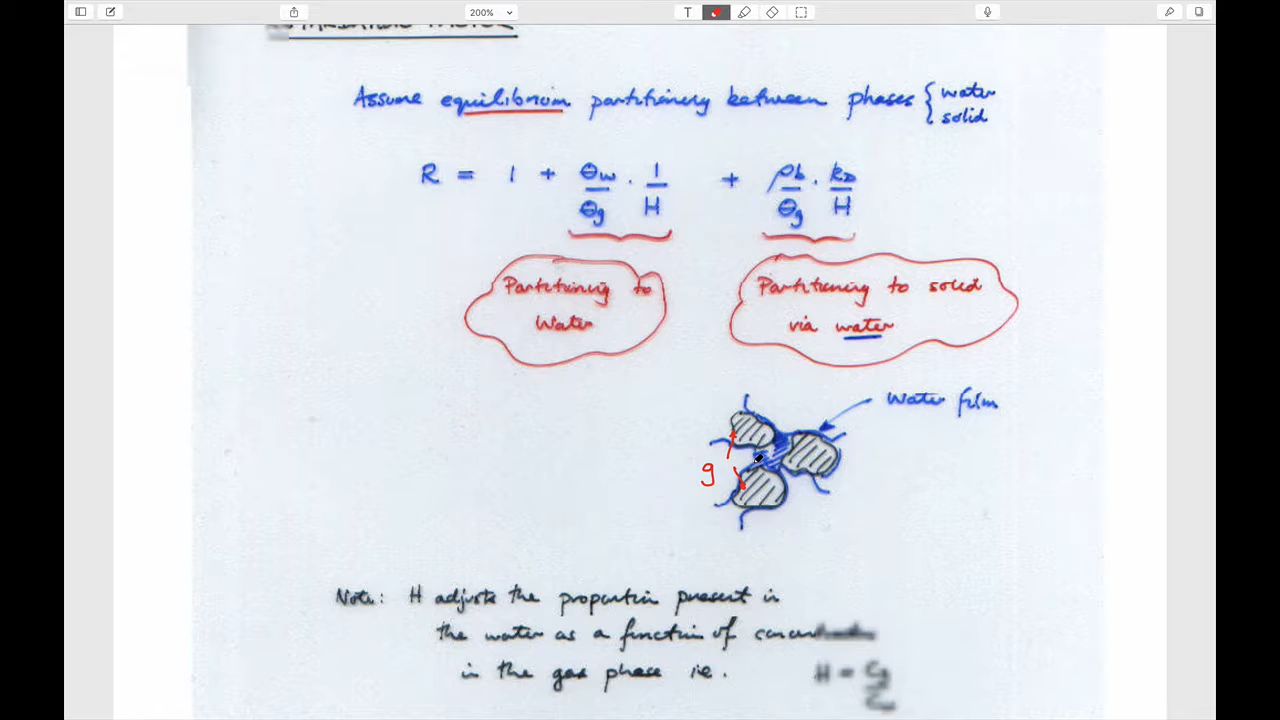 200%
T
Assume equilibrium partitioning between phases { water
solid
R = 1 + θw/θg . 1/H + ρb/θg . kD/H
Partitioning to
Water
Partitioning to solid
via water
Water film
g
Note: H adjusts the proportion present in
the water as a function of
in the gas phase i.e. H = Cg